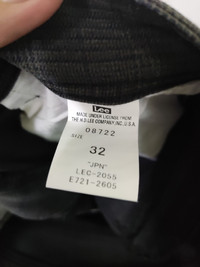 Lee
MADE UNDER LICENSE FROM
THE H.D.LEE COMPANY,INC.,U.S.A.
08722
SIZE 32
"JPN"
LEC-2055
E721-2605